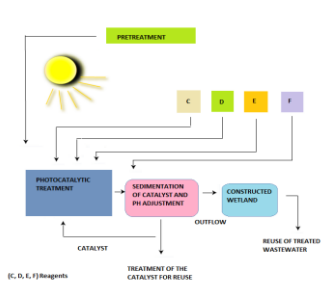 PRETREATMENT
C D E F
PHOTOCATALYTIC
TREATMENT
SEDIMENTATION
OF CATALYST AND
PH ADJUSTMENT
CONSTRUCTED
WETLAND
OUTFLOW
CATALYST
REUSE OF TREATED
WASTEWATER
TREATMENT OF THE
CATALYST FOR REUSE
(C, D, E, F) Reagents